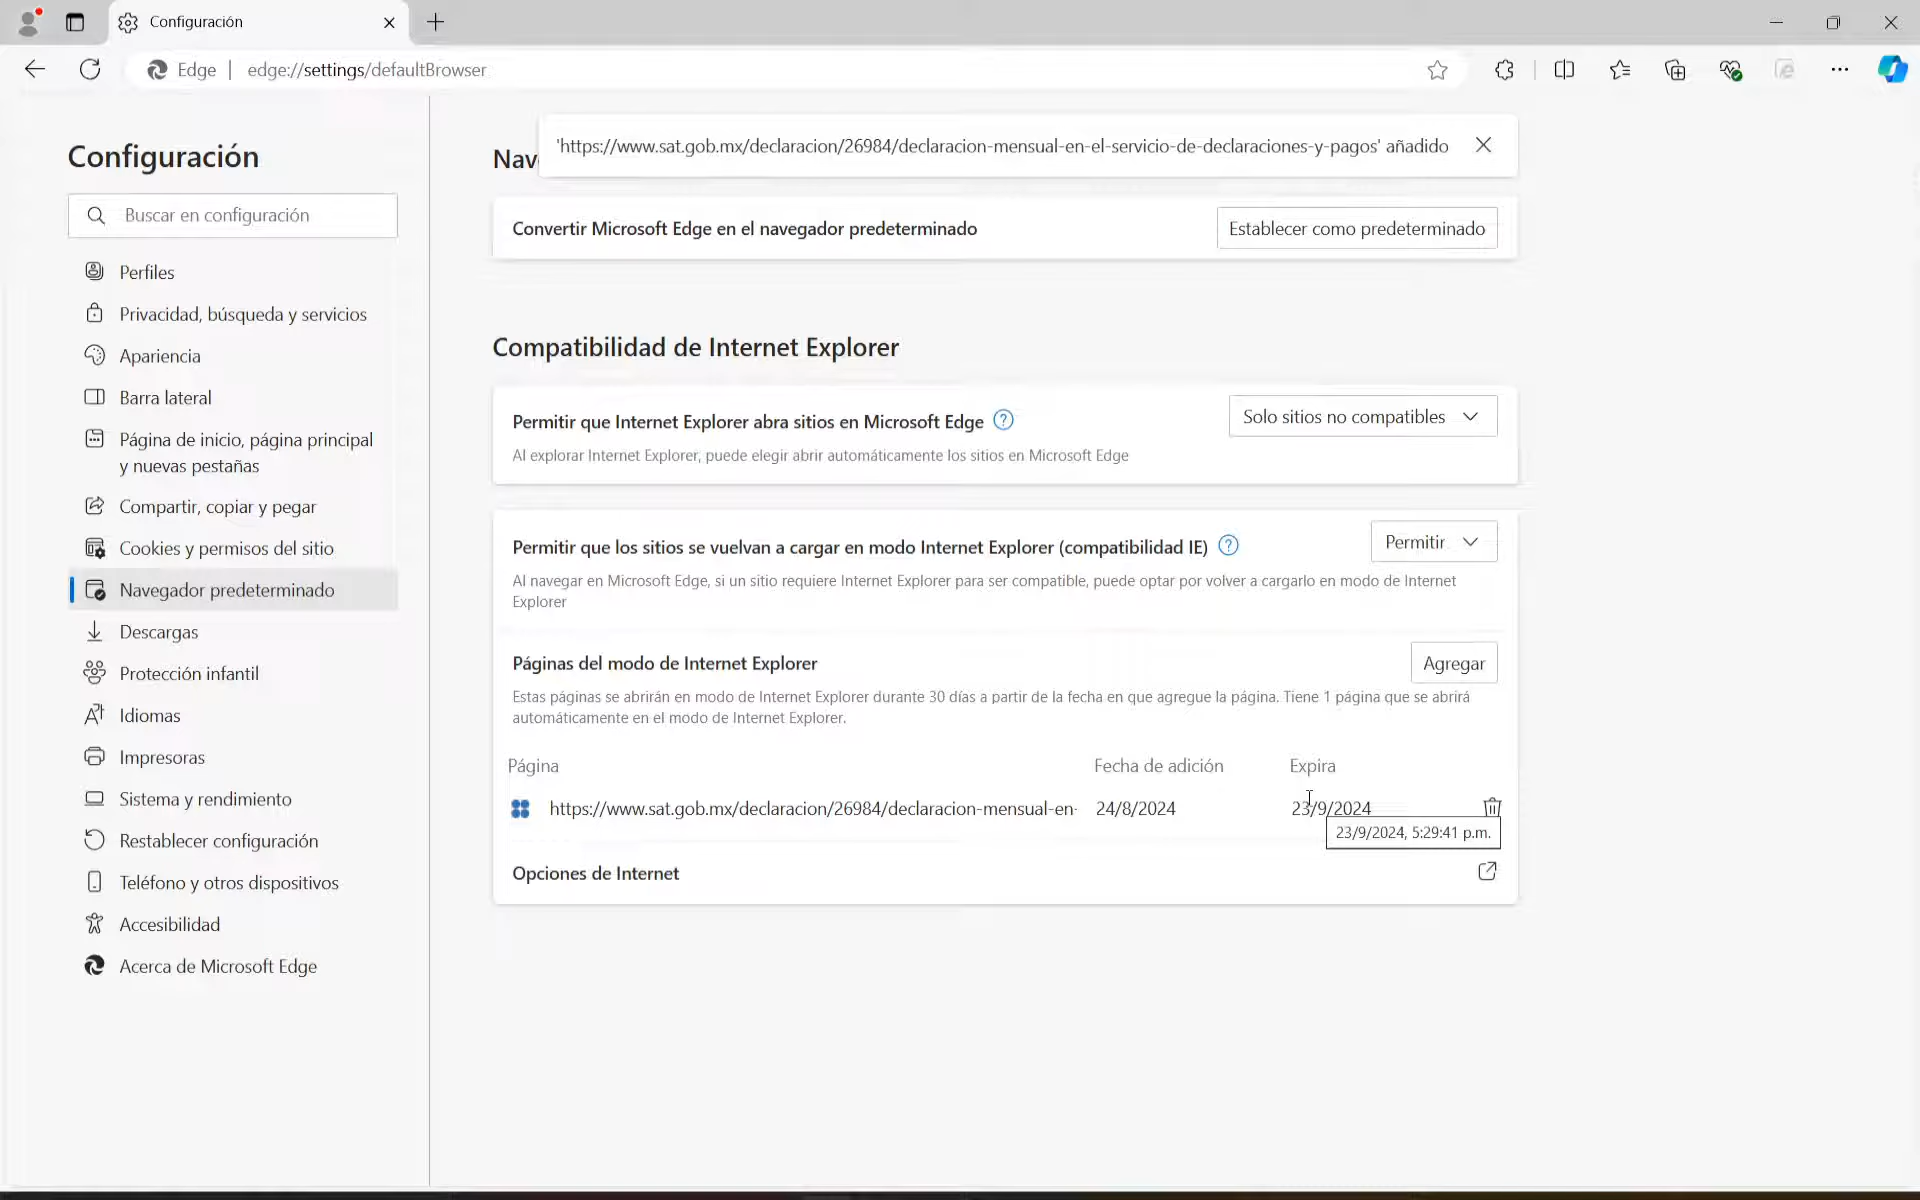 Configuración
Edge
edge://settings/defaultBrowser
Configuración
Buscar en configuración
Perfiles
Privacidad, búsqueda y servicios
Apariencia
Barra lateral
Página de inicio, página principal
y nuevas pestañas
Compartir, copiar y pegar
Cookies y permisos del sitio
Navegador predeterminado
Descargas
Protección infantil
Idiomas
Impresoras
Sistema y rendimiento
Restablecer configuración
Teléfono y otros dispositivos
Accesibilidad
Acerca de Microsoft Edge
Nav
'https://www.sat.gob.mx/declaracion/26984/declaracion-mensual-en-el-servicio-de-declaraciones-y-pagos' añadido
Convertir Microsoft Edge en el navegador predeterminado
Establecer como predeterminado
Compatibilidad de Internet Explorer
Permitir que Internet Explorer abra sitios en Microsoft Edge
Solo sitios no compatibles
Al explorar Internet Explorer, puede elegir abrir automáticamente los sitios en Microsoft Edge
Permitir que los sitios se vuelvan a cargar en modo Internet Explorer (compatibilidad IE)
Permitir
Al navegar en Microsoft Edge, si un sitio requiere Internet Explorer para ser compatible, puede optar por volver a cargarlo en modo de Internet
Explorer
Páginas del modo de Internet Explorer
Agregar
Estas páginas se abrirán en modo de Internet Explorer durante 30 días a partir de la fecha en que agregue la página. Tiene 1 página que se abrirá
automáticamente en el modo de Internet Explorer.
Página Fecha de adición Expira
https://www.sat.gob.mx/declaracion/26984/declaracion-mensual-en- 24/8/2024 23/9/2024
23/9/2024, 5:29:41 p.m.
Opciones de Internet